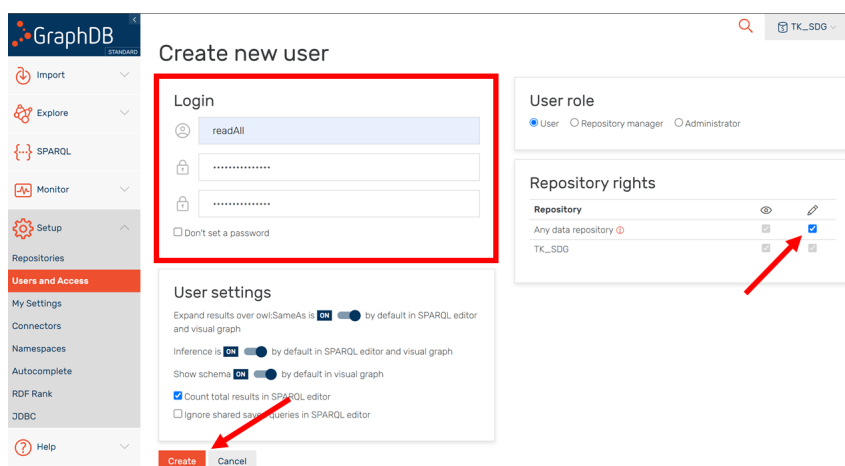 GraphDB
STANDARD
TK_SDG
Create new user
Import
Explore
SPARQL
Monitor
Setup
Repositories
Users and Access
My Settings
Connectors
Namespaces
Autocomplete
RDF Rank
JDBC
Help
Login
readAll
•••••••••••••••
•••••••••••••••
Don't set a password
User settings
Expand results over owl:SameAs is ON by default in SPARQL editor
and visual graph
Inference is ON by default in SPARQL editor and visual graph
Show schema ON by default in visual graph
Count total results in SPARQL editor
Ignore shared saved queries in SPARQL editor
Create Cancel
User role
User Repository manager Administrator
Repository rights
Repository
Any data repository
TK_SDG